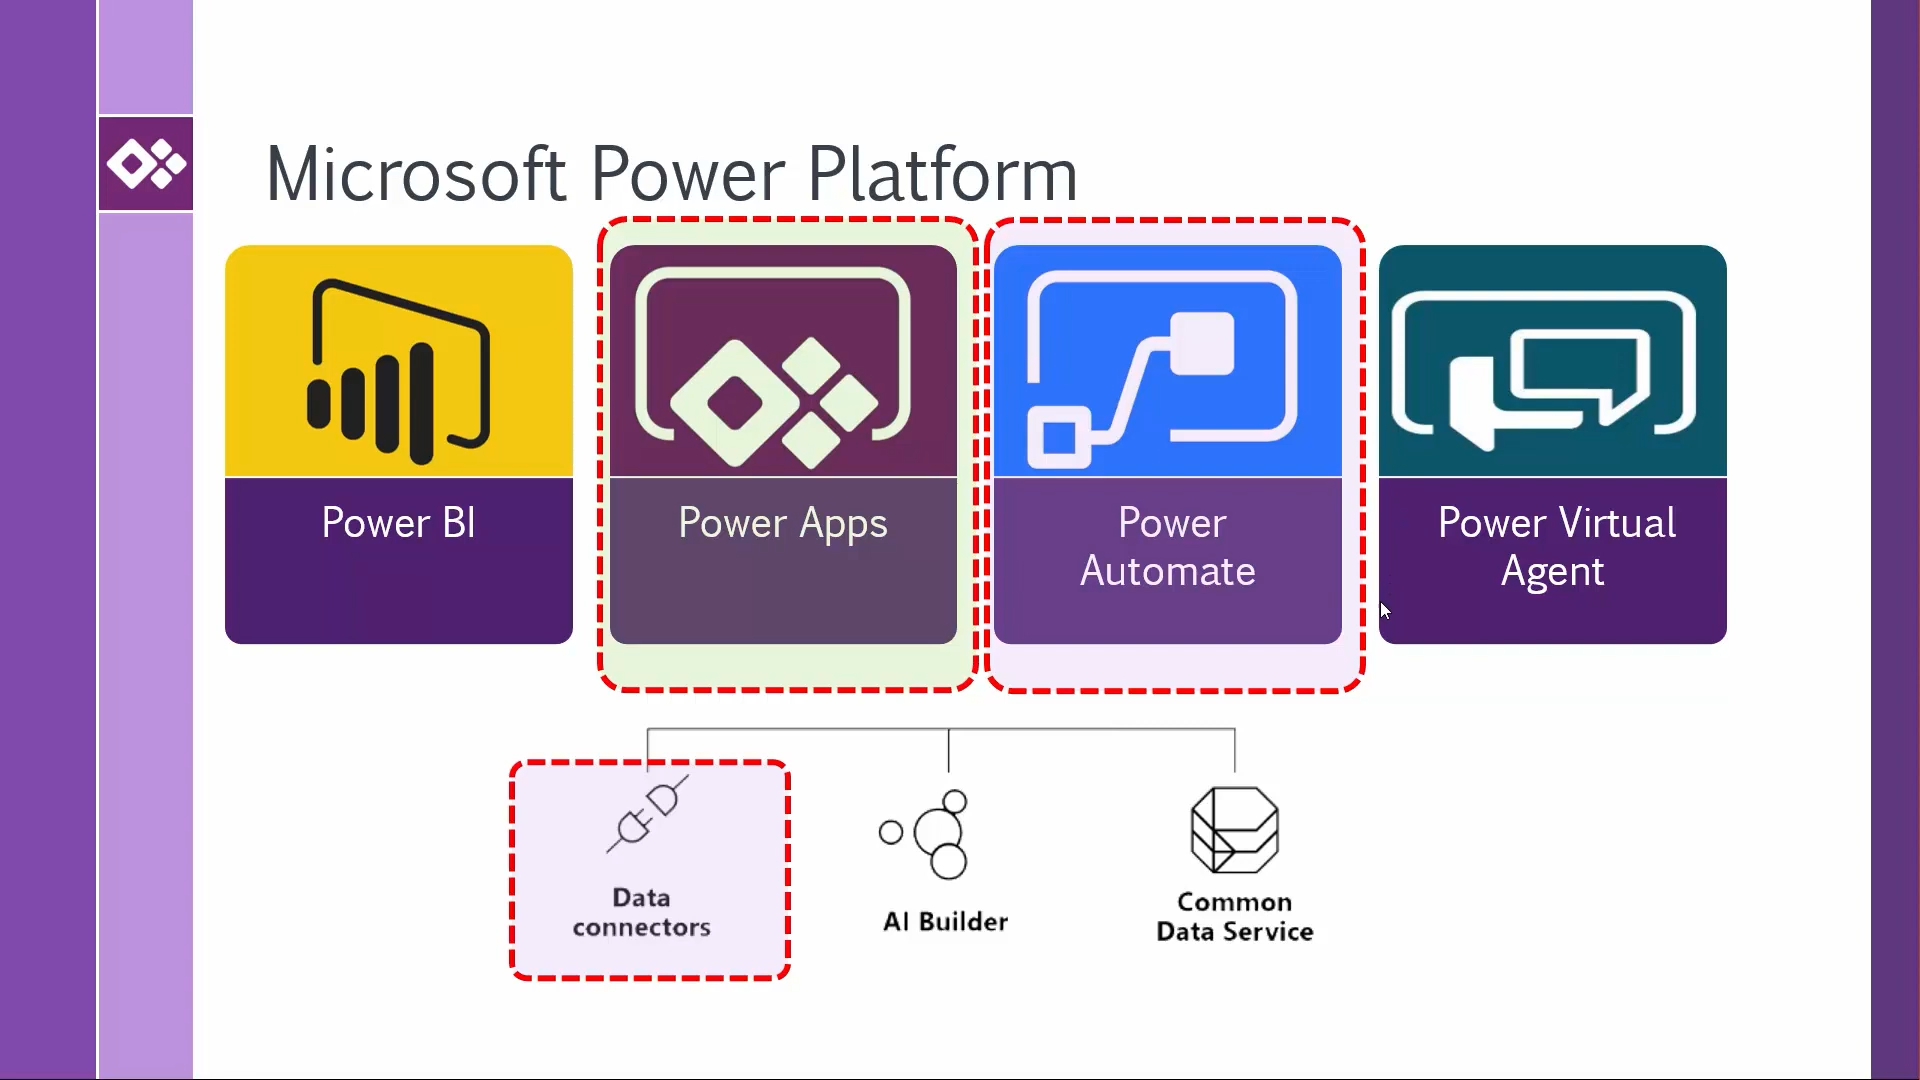 Microsoft Power Platform
Power BI
Power Apps
Power
Automate
Power Virtual
Agent
Data
connectors
AI Builder
Common
Data Service